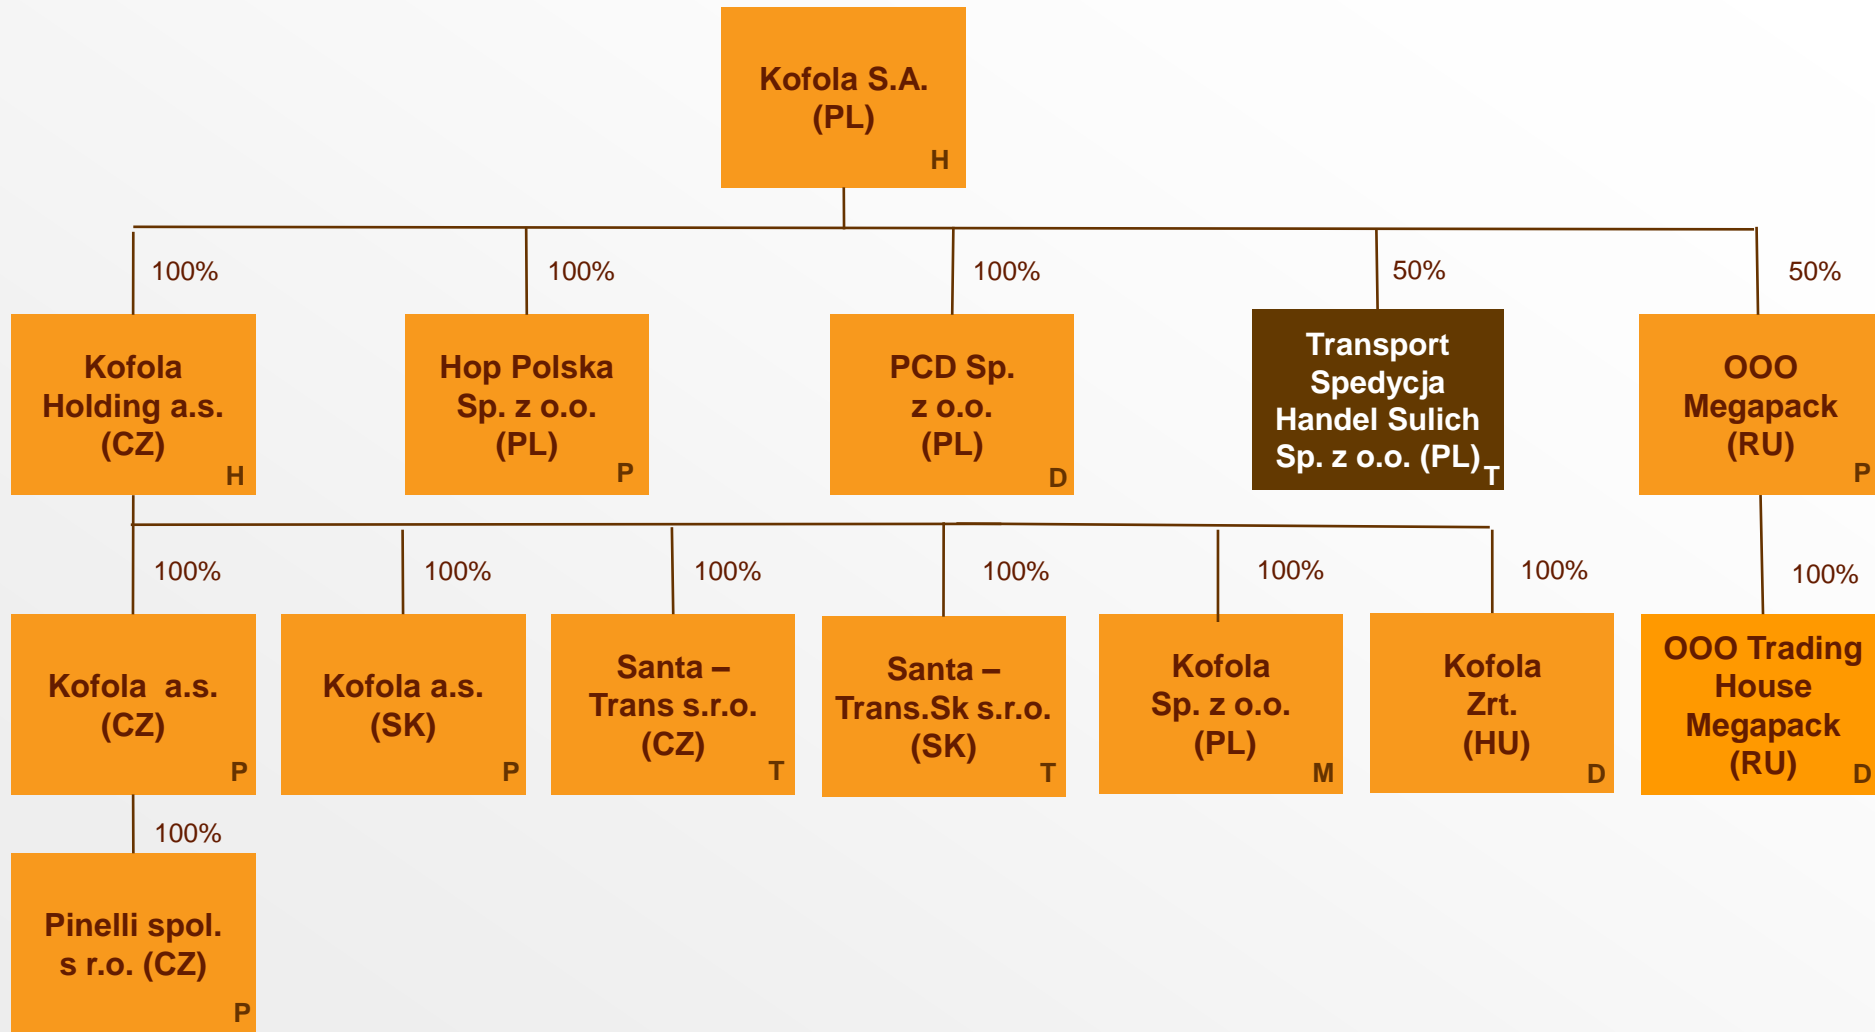 Kofola S.A.
(PL)
H
100%
100%
100%
50%
50%
Kofola
Holding a.s.
(CZ)
H
Hop Polska
Sp. z o.o.
(PL)
P
PCD Sp.
z o.o.
(PL)
D
Transport
Spedycja
Handel Sulich
Sp. z o.o. (PL)
T
OOO
Megapack
(RU)
P
100%
100%
100%
100%
100%
100%
100%
Kofola a.s.
(CZ)
P
Kofola a.s.
(SK)
P
Santa –
Trans s.r.o.
(CZ)
T
Santa –
Trans.Sk s.r.o.
(SK)
T
Kofola
Sp. z o.o.
(PL)
M
Kofola
Zrt.
(HU)
D
OOO Trading
House
Megapack
(RU)
D
100%
Pinelli spol.
s r.o. (CZ)
P